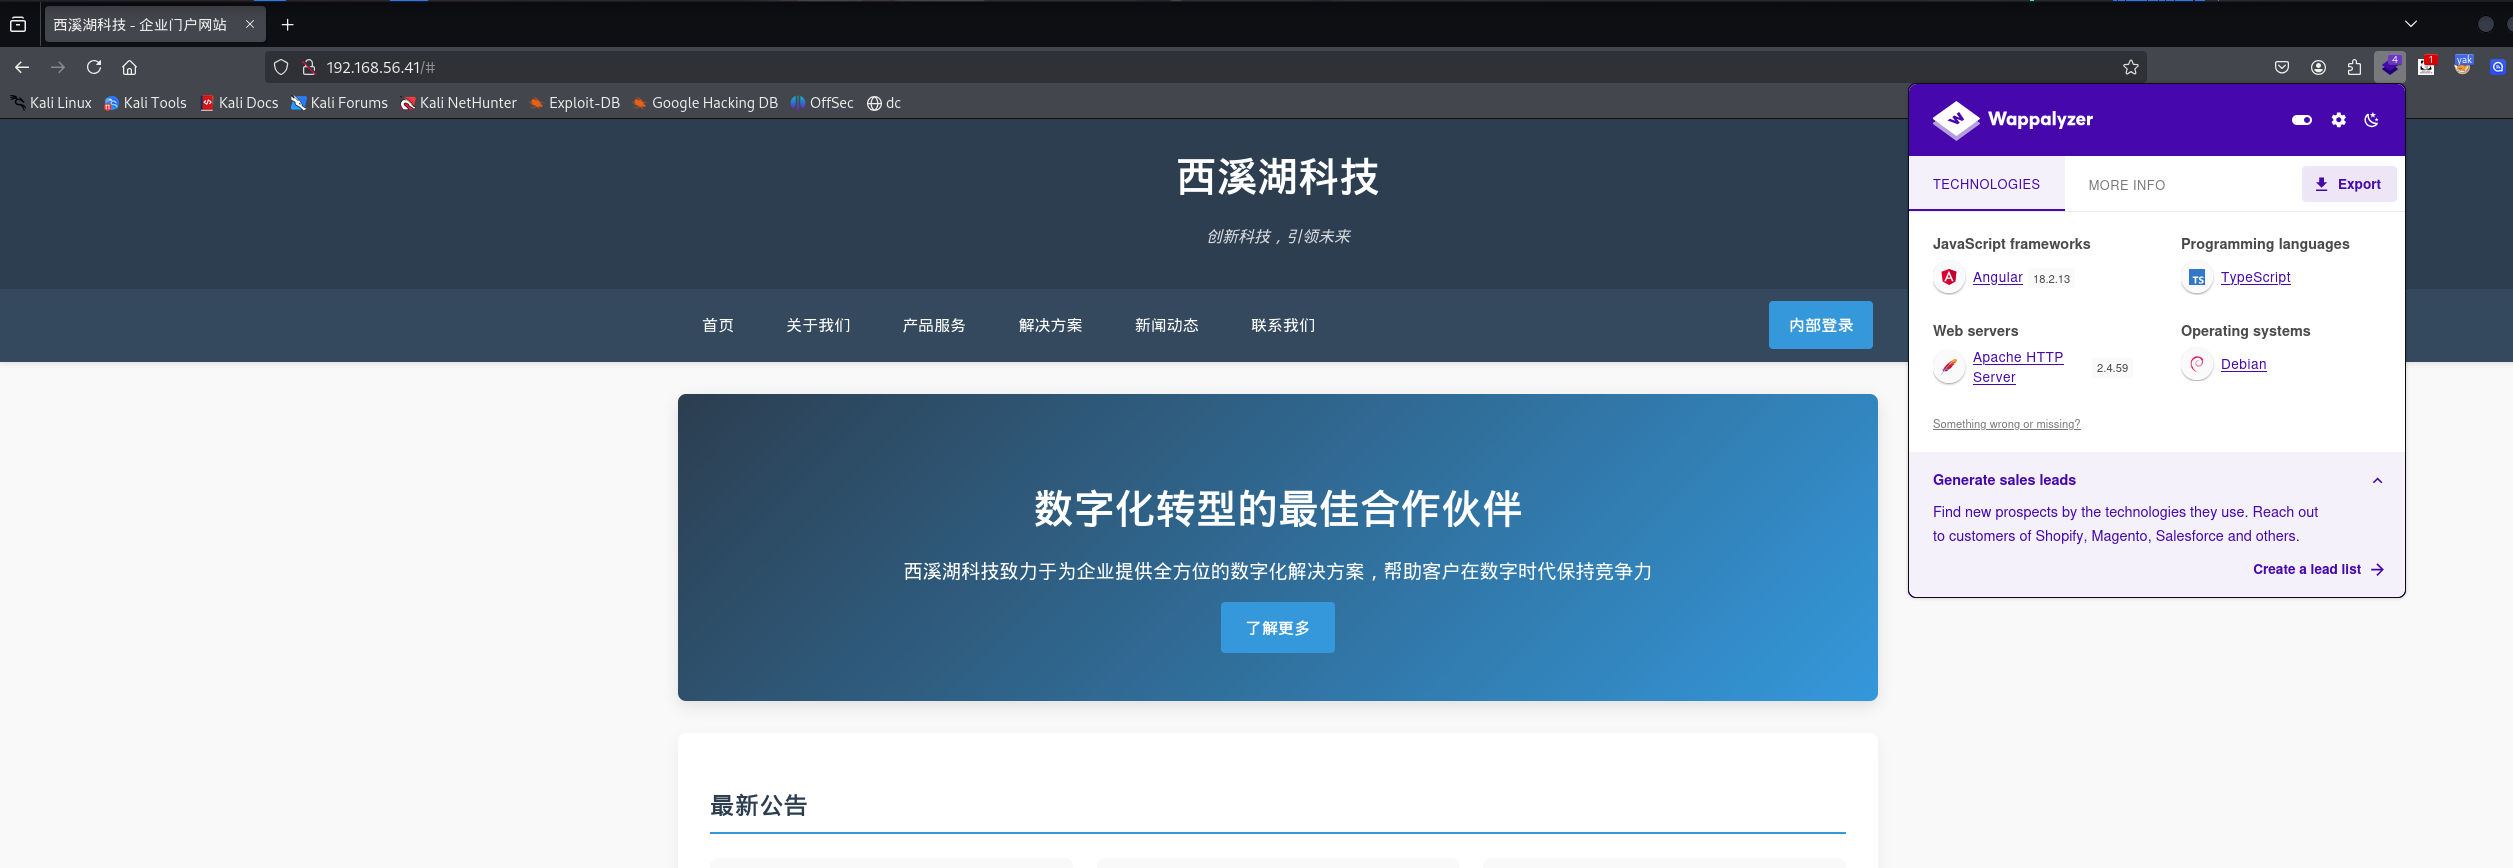 西溪湖科技 - 企业门户网站
192.168.56.41/#
4
1
yak
Kali Linux
Kali Tools
Kali Docs
Kali Forums
Kali NetHunter
Exploit-DB
Google Hacking DB
OffSec
dc
西溪湖科技
创新科技，引领未来
首页
关于我们
产品服务
解决方案
新闻动态
联系我们
内部登录
数字化转型的最佳合作伙伴
西溪湖科技致力于为企业提供全方位的数字化解决方案，帮助客户在数字时代保持竞争力
了解更多
最新公告
Wappalyzer
TECHNOLOGIES
MORE INFO
Export
JavaScript frameworks
Angular 18.2.13
Programming languages
TypeScript
Web servers
Apache HTTP
Server
2.4.59
Operating systems
Debian
Something wrong or missing?
Generate sales leads
Find new prospects by the technologies they use. Reach out
to customers of Shopify, Magento, Salesforce and others.
Create a lead list